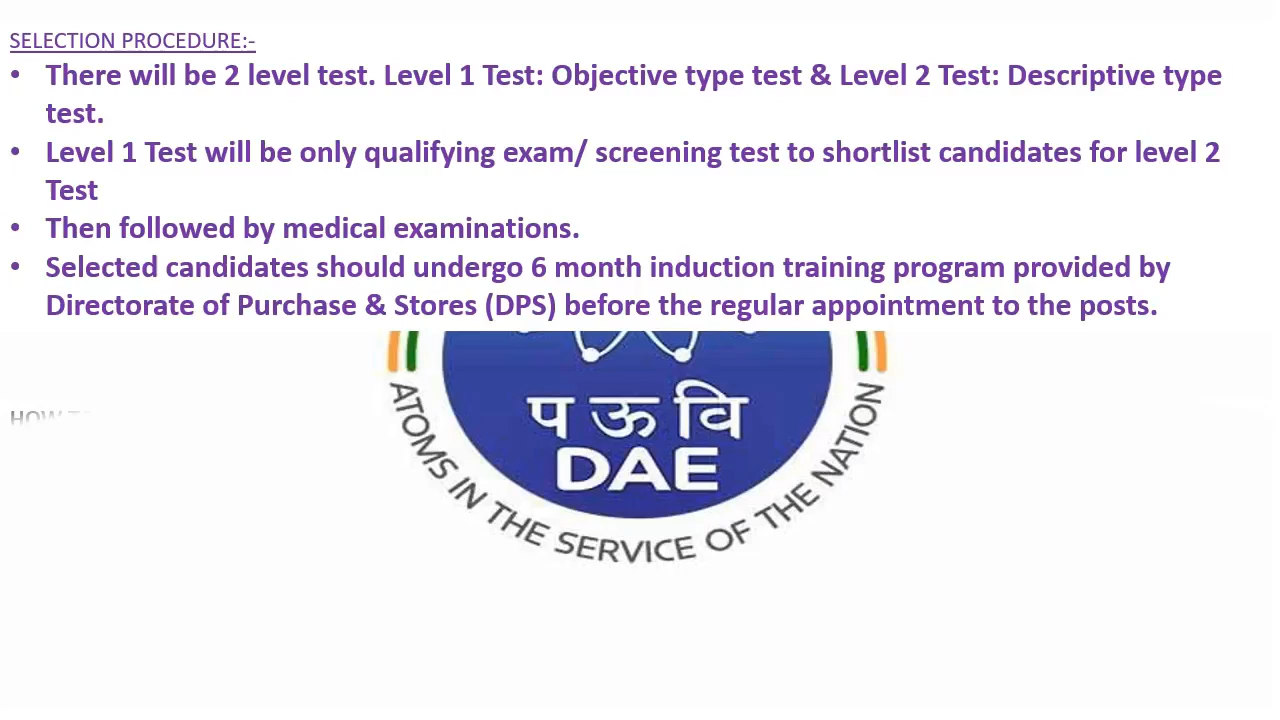 SELECTION PROCEDURE:-
• There will be 2 level test. Level 1 Test: Objective type test & Level 2 Test: Descriptive type
test.
• Level 1 Test will be only qualifying exam/ screening test to shortlist candidates for level 2
Test
• Then followed by medical examinations.
• Selected candidates should undergo 6 month induction training program provided by
Directorate of Purchase & Stores (DPS) before the regular appointment to the posts.
HOW
प ऊ वि
DAE
ATOMS IN THE SERVICE OF THE NATION